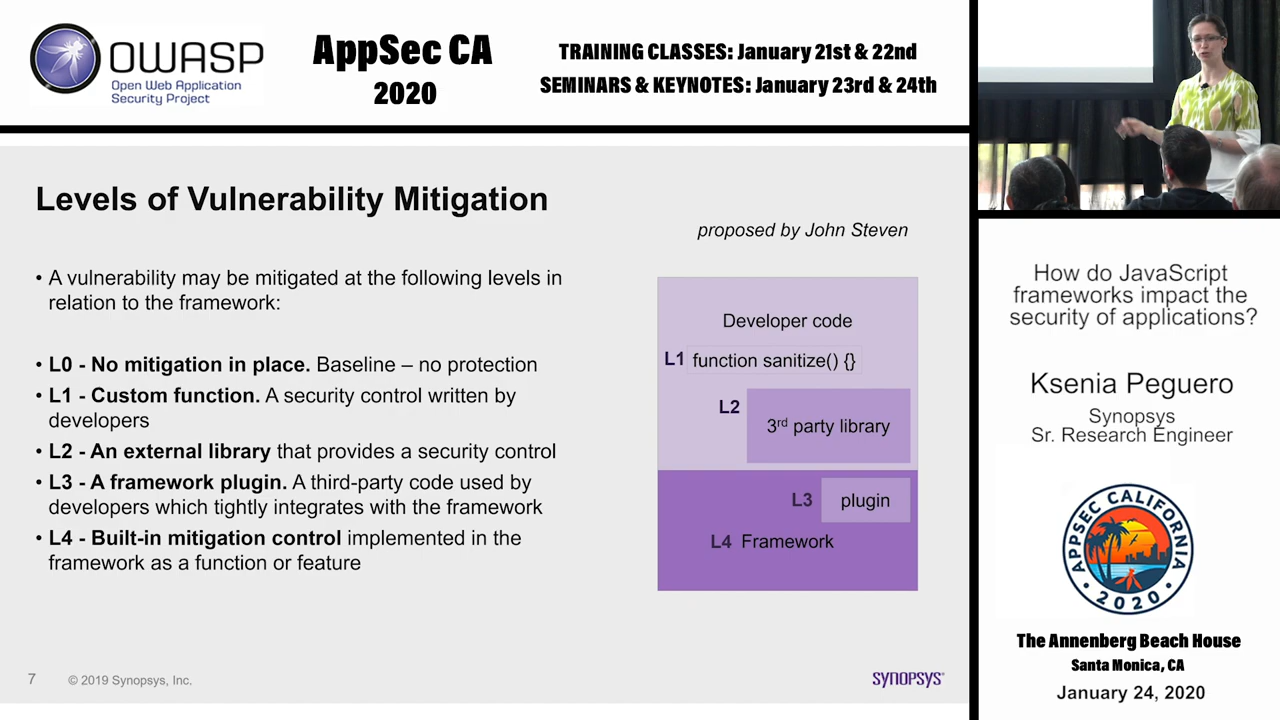 OWASP
Open Web Application
Security Project
AppSec CA
2020
TRAINING CLASSES: January 21st & 22nd
SEMINARS & KEYNOTES: January 23rd & 24th
Levels of Vulnerability Mitigation
proposed by John Steven
• A vulnerability may be mitigated at the following levels in
relation to the framework:
• L0 - No mitigation in place. Baseline – no protection
• L1 - Custom function. A security control written by
developers
• L2 - An external library that provides a security control
• L3 - A framework plugin. A third-party code used by
developers which tightly integrates with the framework
• L4 - Built-in mitigation control implemented in the
framework as a function or feature
Developer code
L1 function sanitize() {}
L2
3rd party library
L3 plugin
L4 Framework
7 © 2019 Synopsys, Inc.
SYNOPSYS®
How do JavaScript
frameworks impact the
security of applications?
Ksenia Peguero
Synopsys
Sr. Research Engineer
APPSEC CALIFORNIA
• 2020 •
The Annenberg Beach House
Santa Monica, CA
January 24, 2020